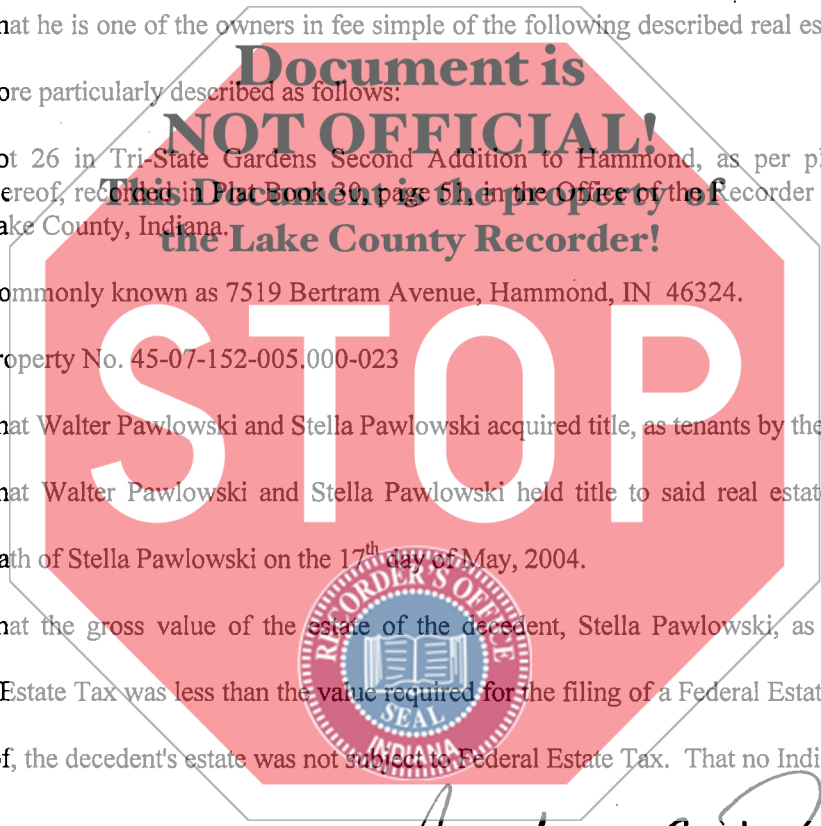 hat he is one of the owners in fee simple of the following described real es
Document is
ore particularly described as follows:
NOT OFFICIAL!
ot 26 in Tri-State Gardens Second Addition to Hammond, as per pl
ereof, recorded in Plat Book 30, page 51, in the Office of the Recorder
This Document is the property of
ake County, Indiana.
the Lake County Recorder!
ommonly known as 7519 Bertram Avenue, Hammond, IN 46324.
roperty No. 45-07-152-005.000-023
STOP
hat Walter Pawlowski and Stella Pawlowski acquired title, as tenants by the
hat Walter Pawlowski and Stella Pawlowski held title to said real estat
ath of Stella Pawlowski on the 17th day of May, 2004.
RECORDER'S OFFICE
hat the gross value of the estate of the decedent, Stella Pawlowski, as
Estate Tax was less than the value required for the filing of a Federal Estat
SEAL
INDIANA
f, the decedent's estate was not subject to Federal Estate Tax. That no Indi